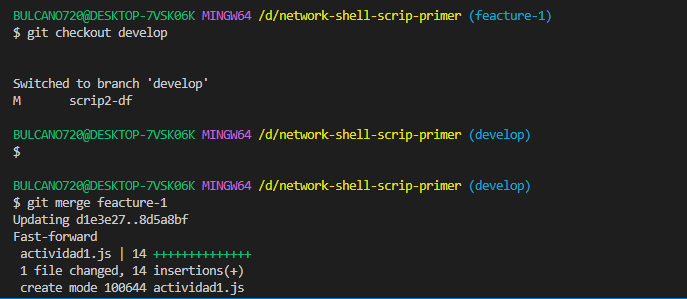 BULCANO720@DESKTOP-7VSK06K MINGW64 /d/network-shell-scrip-primer (feacture-1)
$ git checkout develop
Switched to branch 'develop'
M       scrip2-df
BULCANO720@DESKTOP-7VSK06K MINGW64 /d/network-shell-scrip-primer (develop)
$
BULCANO720@DESKTOP-7VSK06K MINGW64 /d/network-shell-scrip-primer (develop)
$ git merge feacture-1
Updating d1e3e27..8d5a8bf
Fast-forward
 actividad1.js | 14 ++++++++++++++
 1 file changed, 14 insertions(+)
 create mode 100644 actividad1.js